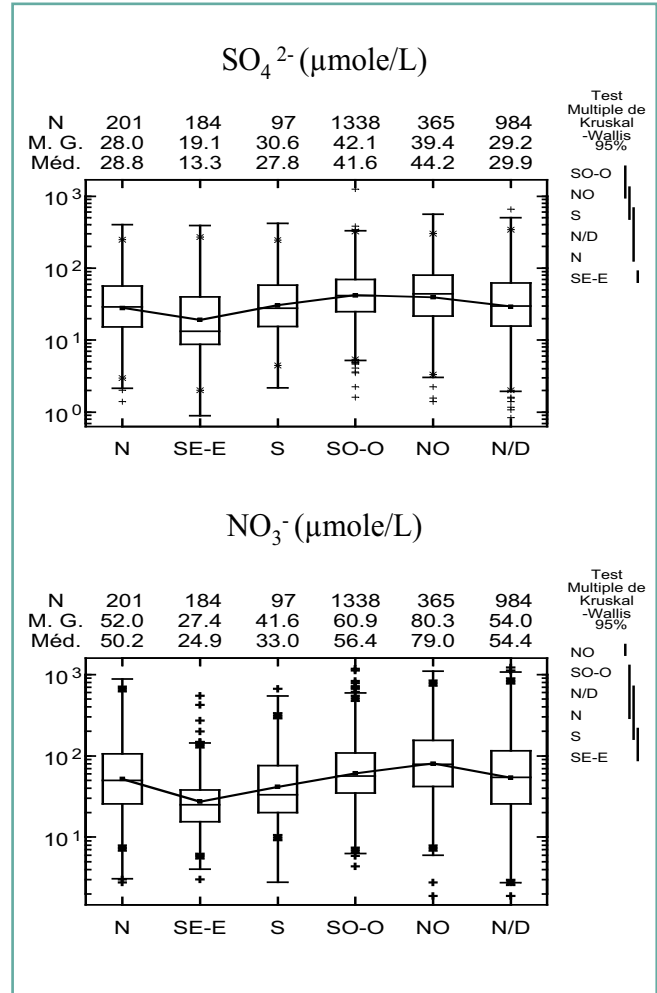 SO₄²⁻ (µmole/L)
N 201 184 97 1338 365 984
M. G. 28.0 19.1 30.6 42.1 39.4 29.2
Méd. 28.8 13.3 27.8 41.6 44.2 29.9
Test
Multiple de
Kruskal
-Wallis
95%
SO-O
NO
S
N/D
N
SE-E
10³
10²
10¹
10⁰
N SE-E S SO-O NO N/D
NO₃⁻ (µmole/L)
N 201 184 97 1338 365 984
M. G. 52.0 27.4 41.6 60.9 80.3 54.0
Méd. 50.2 24.9 33.0 56.4 79.0 54.4
Test
Multiple de
Kruskal
-Wallis
95%
NO
SO-O
N/D
N
S
SE-E
10³
10²
10¹
N SE-E S SO-O NO N/D